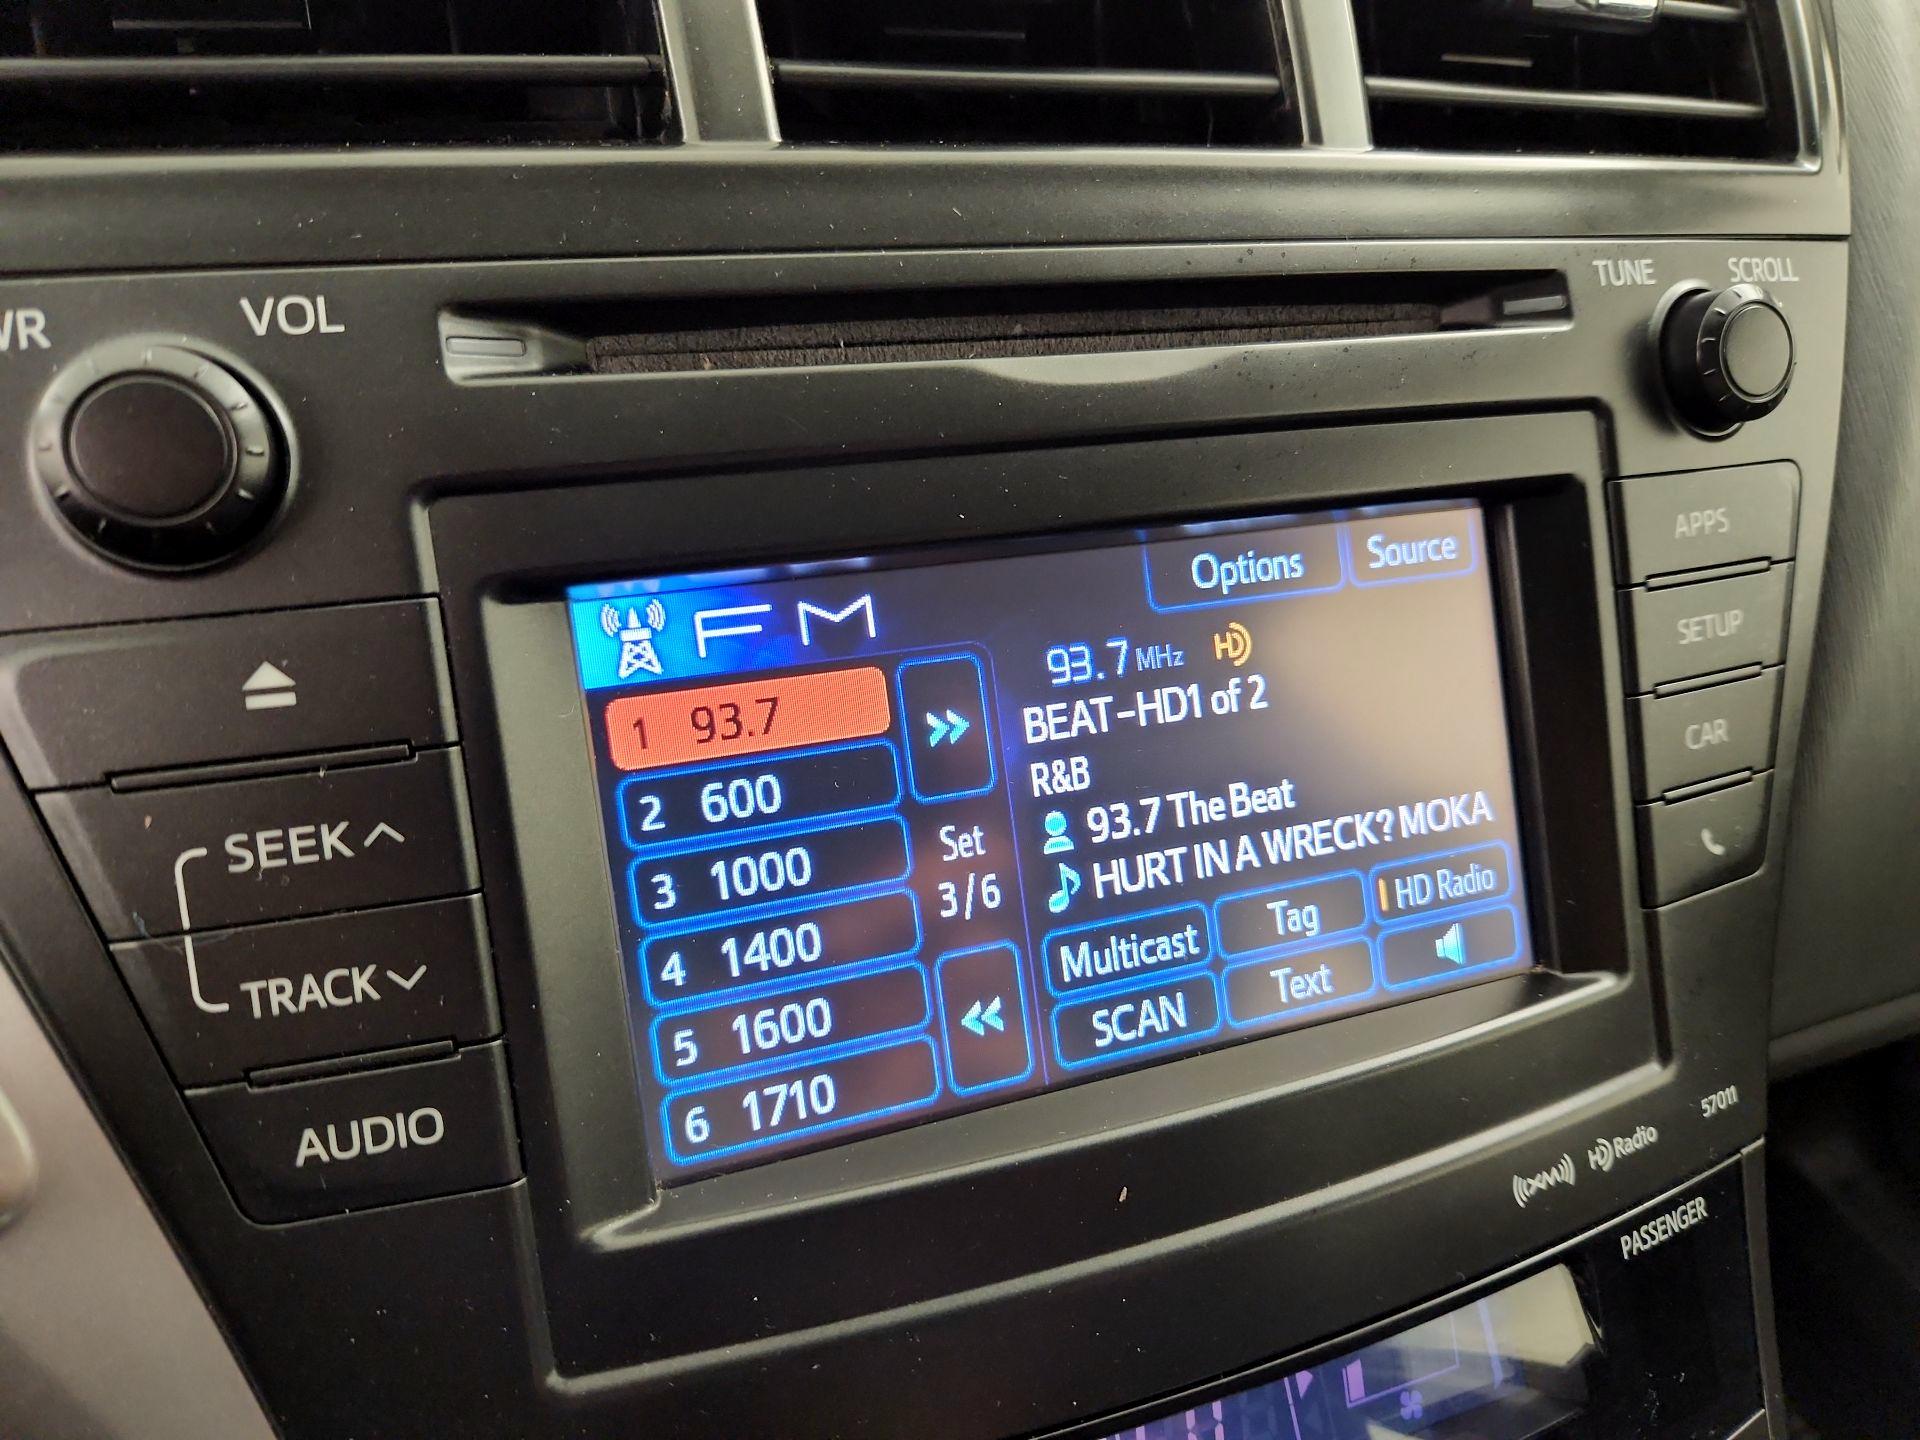 VOL
TUNE
SCROLL
APPS
SETUP
CAR
SEEK
TRACK
AUDIO
FM
Options
Source
1 93.7
2 600
3 1000
4 1400
5 1600
6 1710
Set
3/6
93.7 MHz HD
BEAT-HD1 of 2
R&B
93.7 The Beat
HURT IN A WRECK? MOKA
Multicast
Tag
HD Radio
SCAN
Text
57011
((XM)) HD Radio
PASSENGER